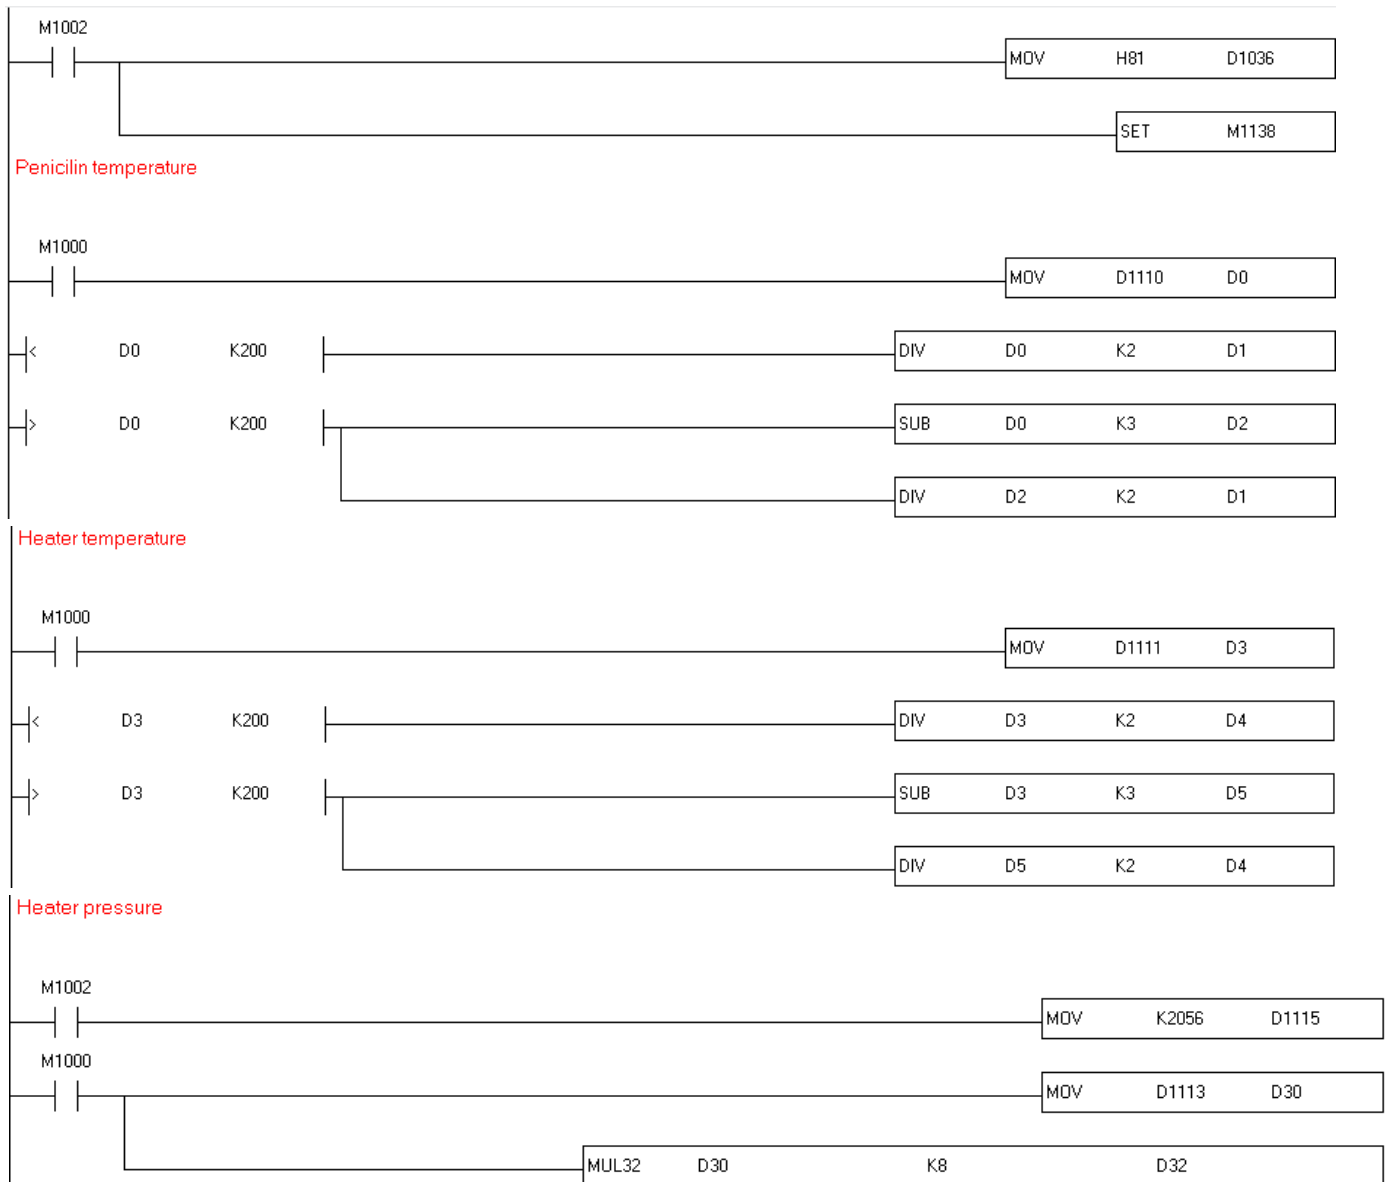 M1002
MOV H81 D1036
SET M1138
Penicilin temperature
M1000
MOV D1110 D0
< D0 K200 DIV D0 K2 D1
> D0 K200 SUB D0 K3 D2
DIV D2 K2 D1
Heater temperature
M1000
MOV D1111 D3
< D3 K200 DIV D3 K2 D4
> D3 K200 SUB D3 K3 D5
DIV D5 K2 D4
Heater pressure
M1002
MOV K2056 D1115
M1000
MOV D1113 D30
MUL32 D30 K8 D32